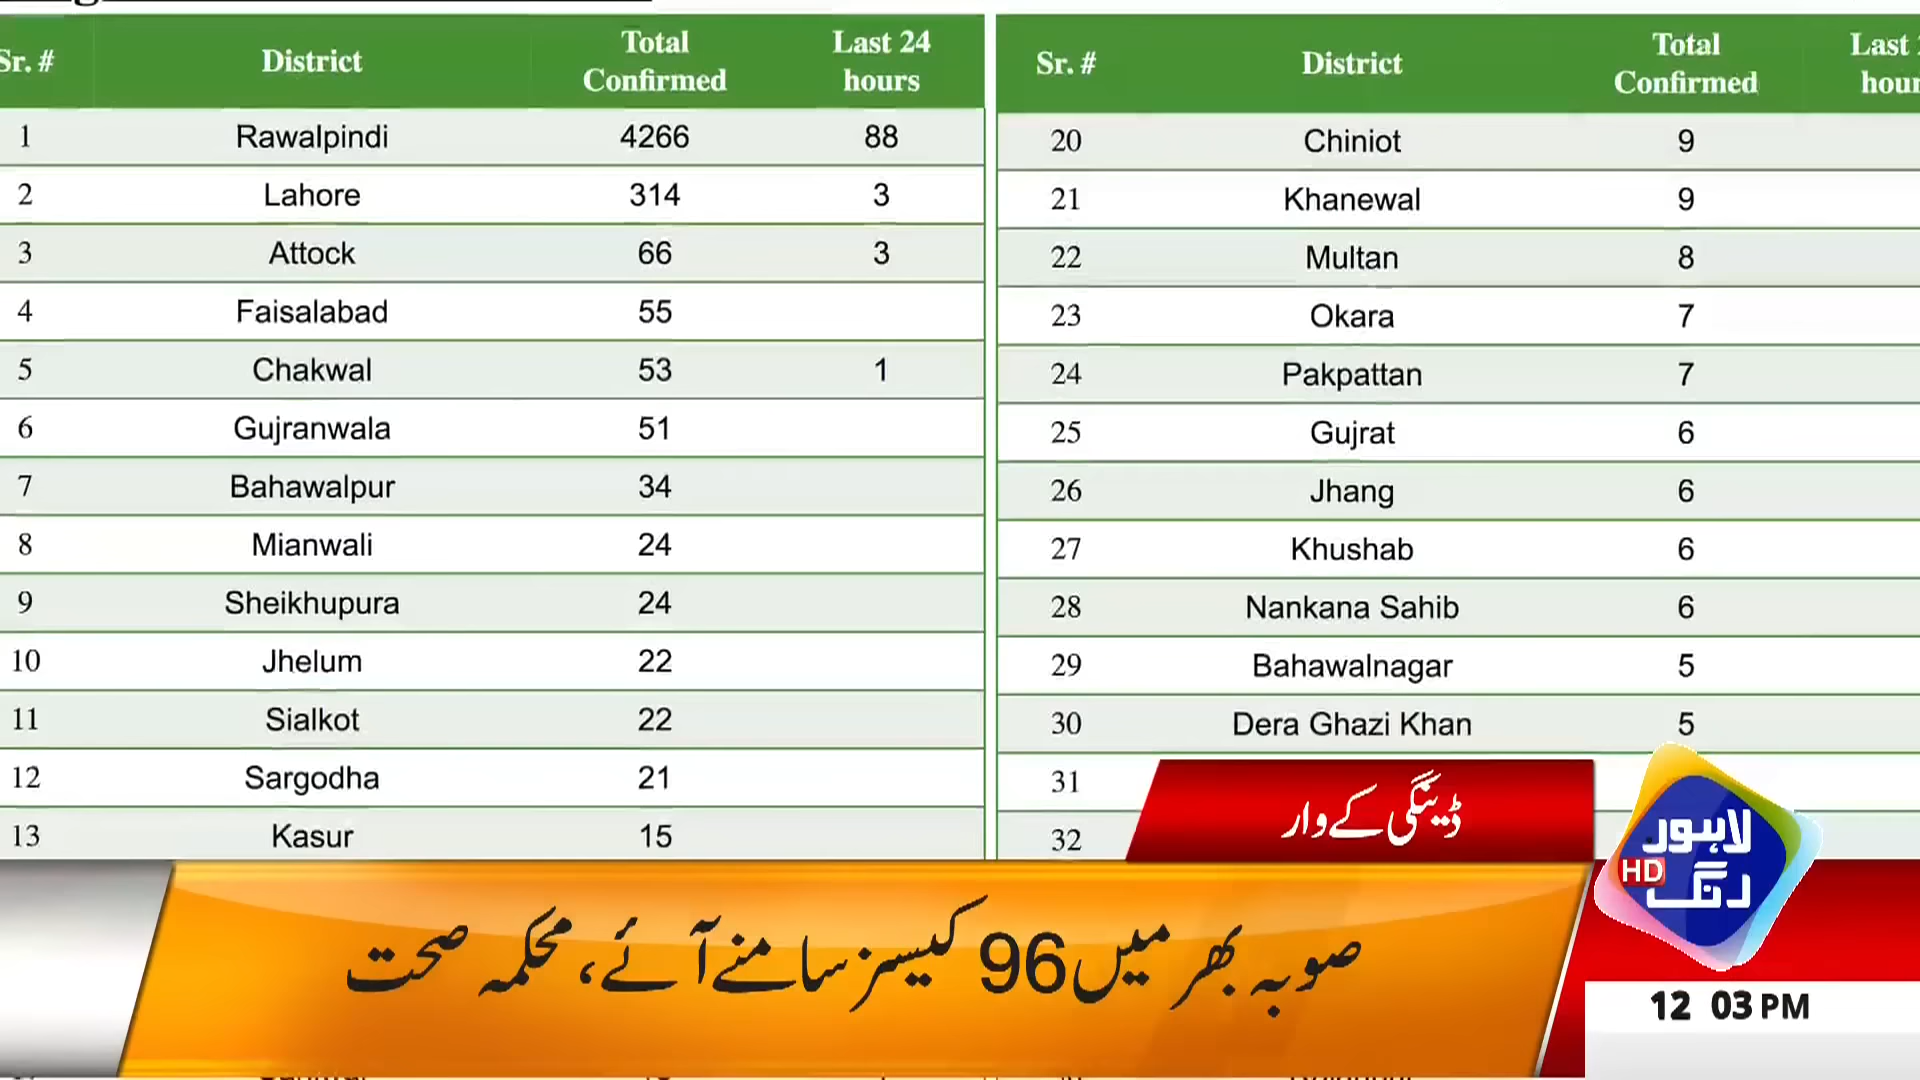 Sr. # District Total Confirmed Last 24 hours
1 Rawalpindi 4266 88
2 Lahore 314 3
3 Attock 66 3
4 Faisalabad 55
5 Chakwal 53 1
6 Gujranwala 51
7 Bahawalpur 34
8 Mianwali 24
9 Sheikhupura 24
10 Jhelum 22
11 Sialkot 22
12 Sargodha 21
13 Kasur 15
Sr. # District Total Confirmed Last hour
20 Chiniot 9
21 Khanewal 9
22 Multan 8
23 Okara 7
24 Pakpattan 7
25 Gujrat 6
26 Jhang 6
27 Khushab 6
28 Nankana Sahib 6
29 Bahawalnagar 5
30 Dera Ghazi Khan 5
31
32
ڈینگی کے وار
لاہور
رنگ HD
صوبہ بھر میں 96 کیسز سامنے آئے، محکمہ صحت
12 03 PM